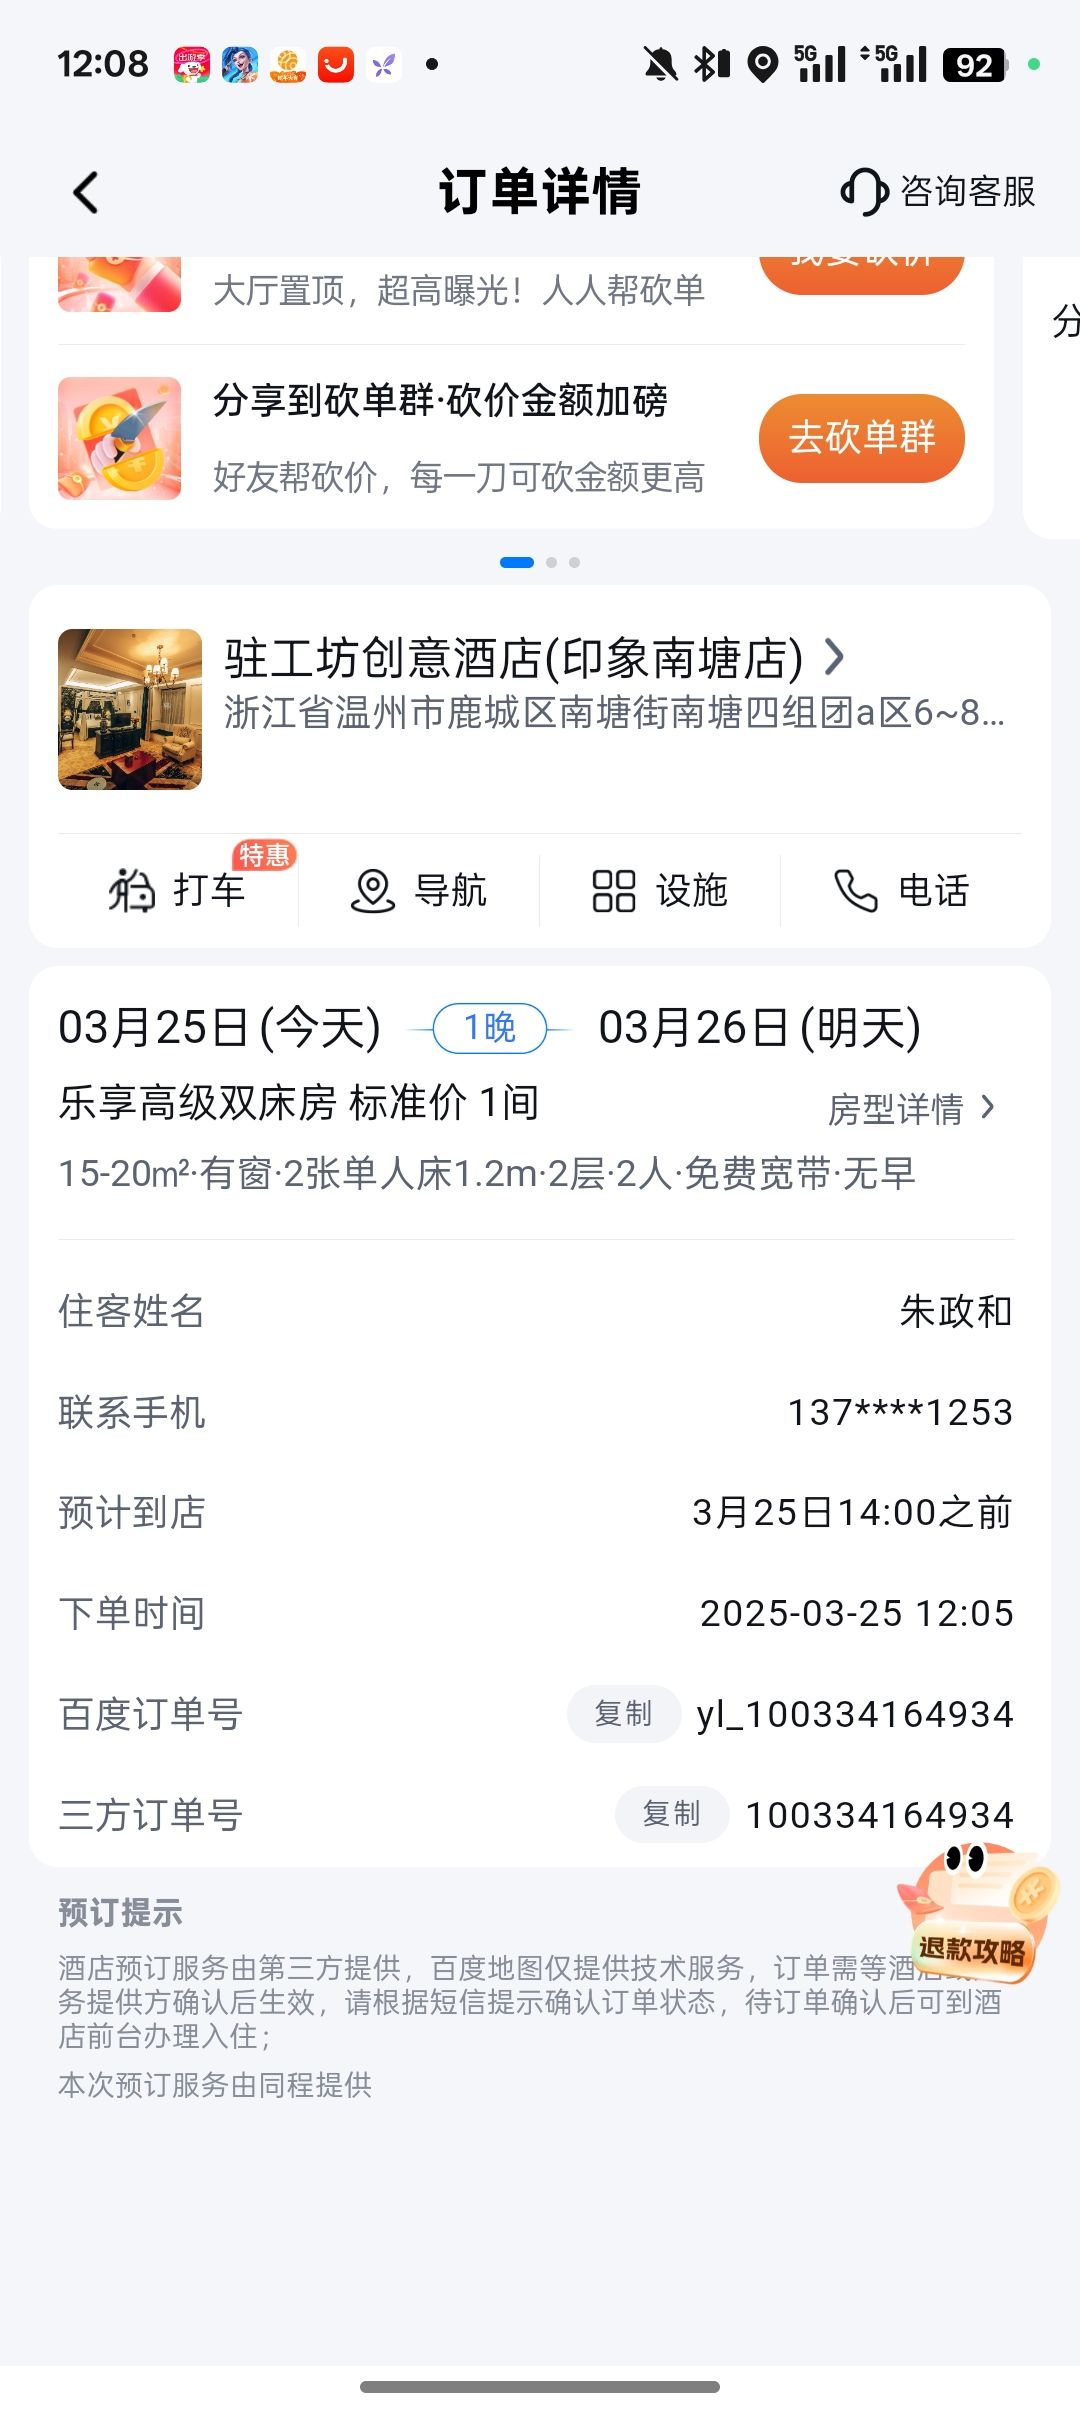 12:08
5G
5G
92
订单详情
咨询客服
大厅置顶，超高曝光！人人帮砍单
我要砍价
分享到砍单群·砍价金额加磅
好友帮砍价，每一刀可砍金额更高
去砍单群
分
驻工坊创意酒店(印象南塘店)
浙江省温州市鹿城区南塘街南塘四组团a区6~8...
打车
特惠
导航
设施
电话
03月25日(今天)
1晚
03月26日(明天)
乐享高级双床房 标准价 1间
房型详情
15-20㎡·有窗·2张单人床1.2m·2层·2人·免费宽带·无早
住客姓名
朱政和
联系手机
137****1253
预计到店
3月25日14:00之前
下单时间
2025-03-25 12:05
百度订单号
复制
yl_100334164934
三方订单号
复制
100334164934
退款攻略
预订提示
酒店预订服务由第三方提供，百度地图仅提供技术服务，订单需等酒
务提供方确认后生效，请根据短信提示确认订单状态，待订单确认后可到酒
店前台办理入住；
本次预订服务由同程提供